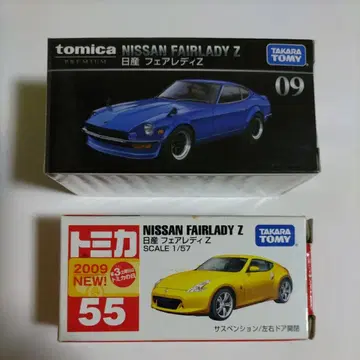 tomica
PREMIUM
NISSAN FAIRLADY Z
日産 フェアレディZ
TAKARA
TOMY
09
トミカ
NISSAN FAIRLADY Z
日産 フェアレディ Z
SCALE 1/57
TAKARA
TOMY
2009
NEW!
55
サスペンション/左右ドア開閉